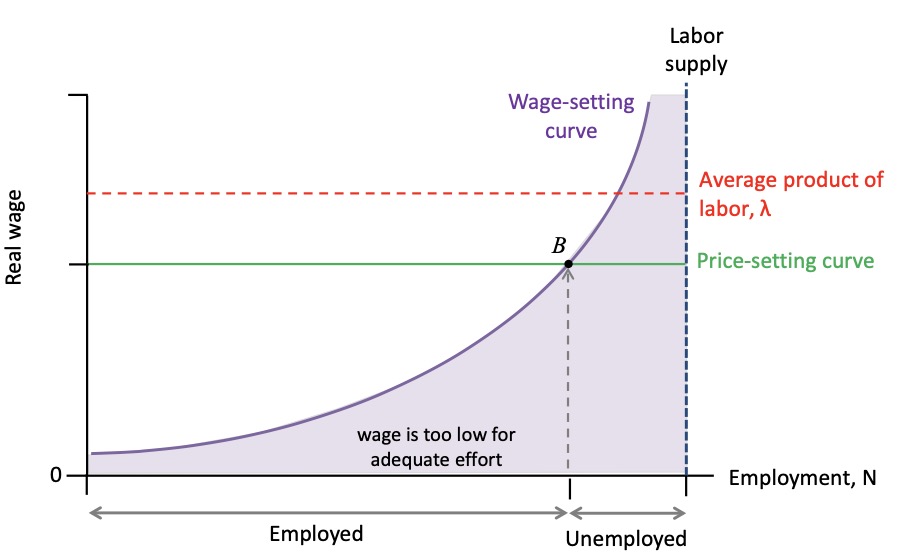 Labor
supply
Wage-setting
curve
Average product of
labor, λ
Real wage
B
Price-setting curve
wage is too low for
adequate effort
0
Employment, N
Employed
Unemployed